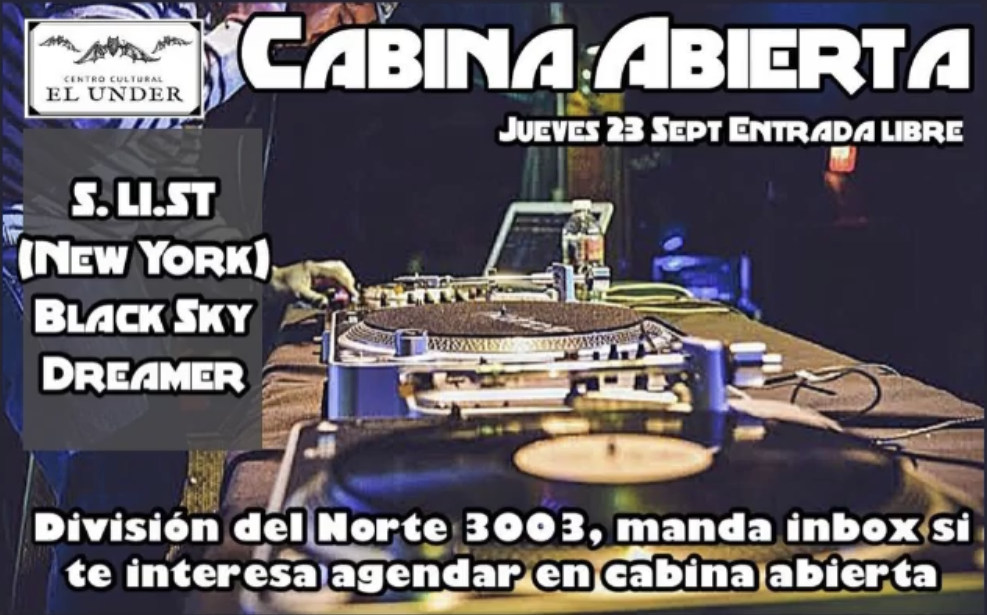 CENTRO CULTURAL
EL UNDER
CABINA ABIERTA
JUEVES 23 SEPT ENTRADA LIBRE
S. LI.ST
(NEW YORK)
BLACK SKY
DREAMER
División del Norte 3003, manda inbox si
te interesa agendar en cabina abierta